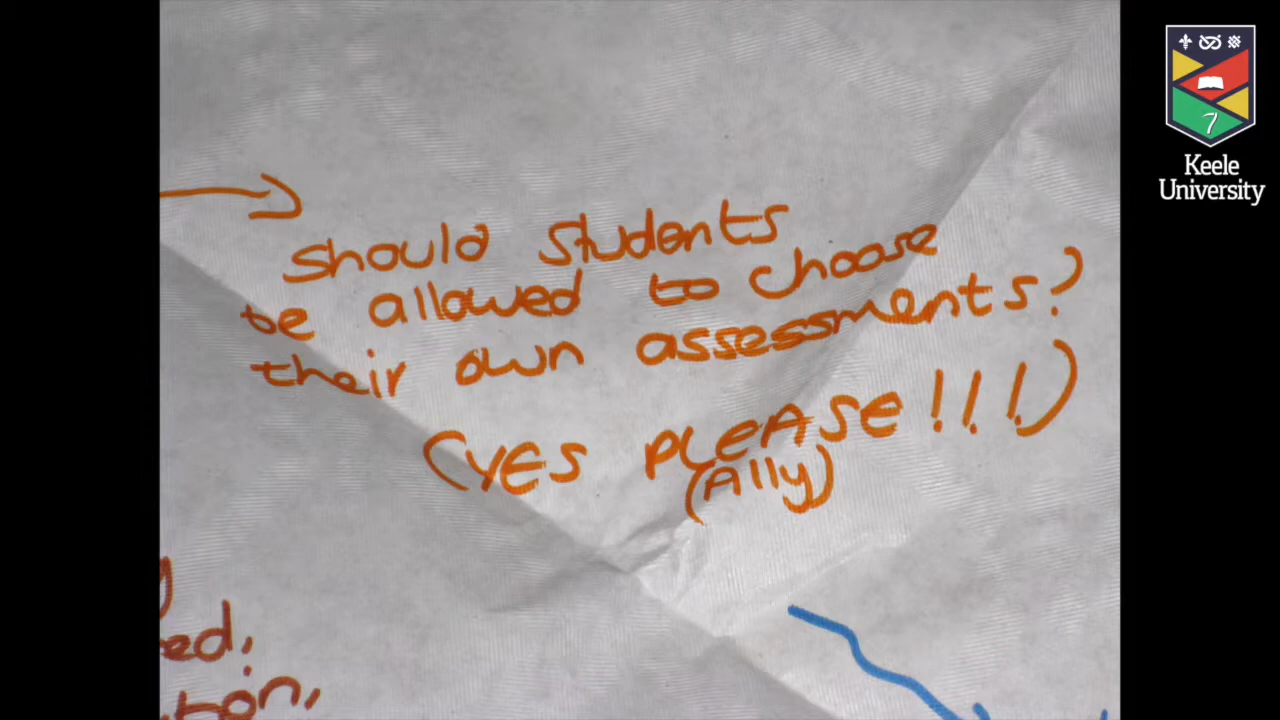 Should students
be allowed to choose
their own assessments?
(YES PLEASE!!!)
(Ally)
ed,
Keele
University